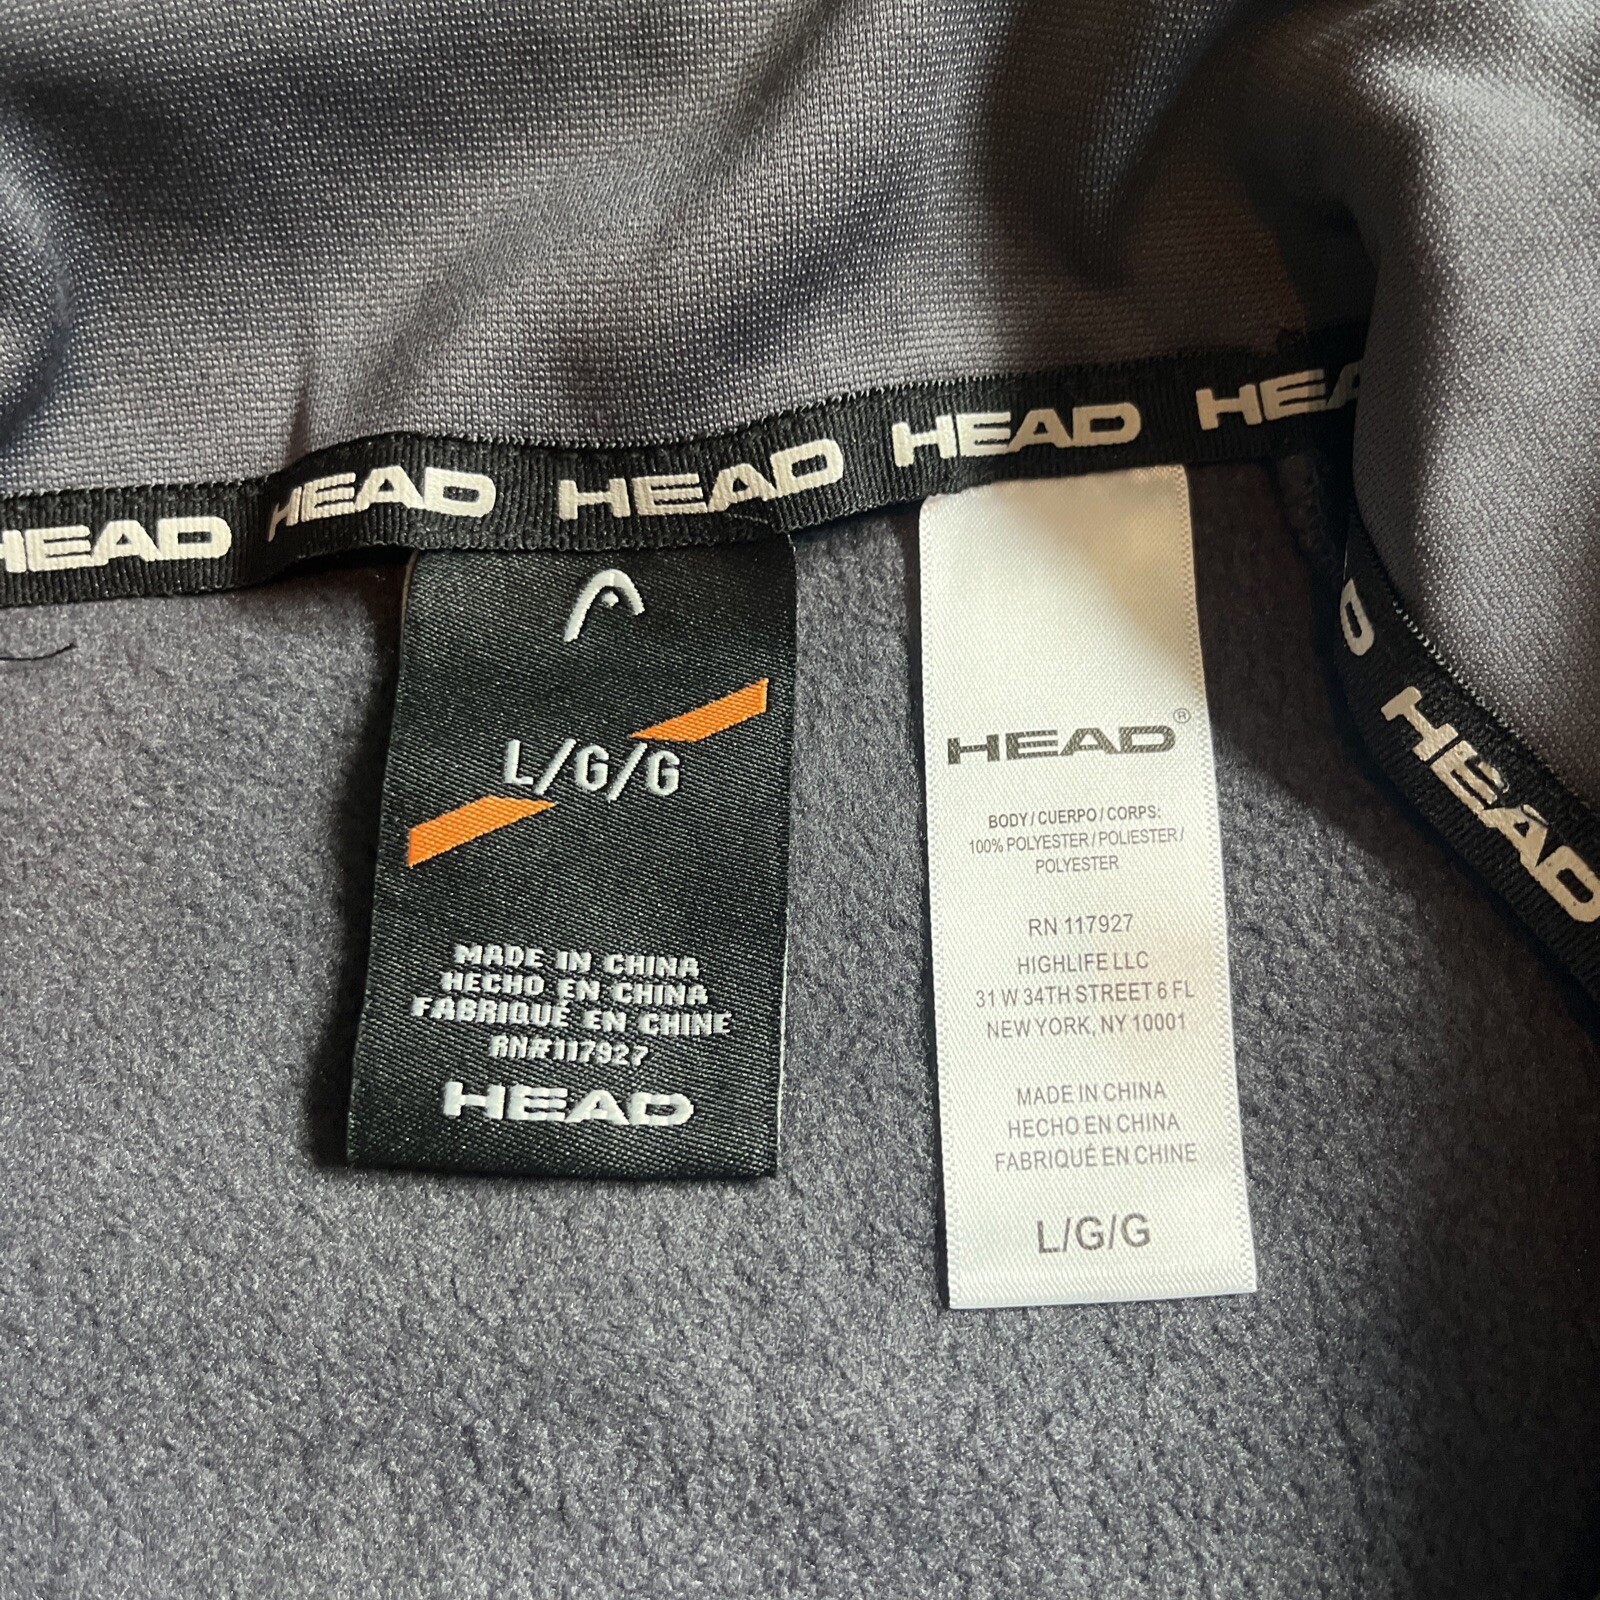 HEAD HEAD HEAD HEAD HEA
D
HEAD
L/G/G
MADE IN CHINA
HECHO EN CHINA
FABRIQUÉ EN CHINE
RN#117927
HEAD
HEAD®
BODY / CUERPO / CORPS:
100% POLYESTER / POLIESTER /
POLYESTER
RN 117927
HIGHLIFE LLC
31 W 34TH STREET 6 FL
NEW YORK, NY 10001
MADE IN CHINA
HECHO EN CHINA
FABRIQUÉ EN CHINE
L/G/G